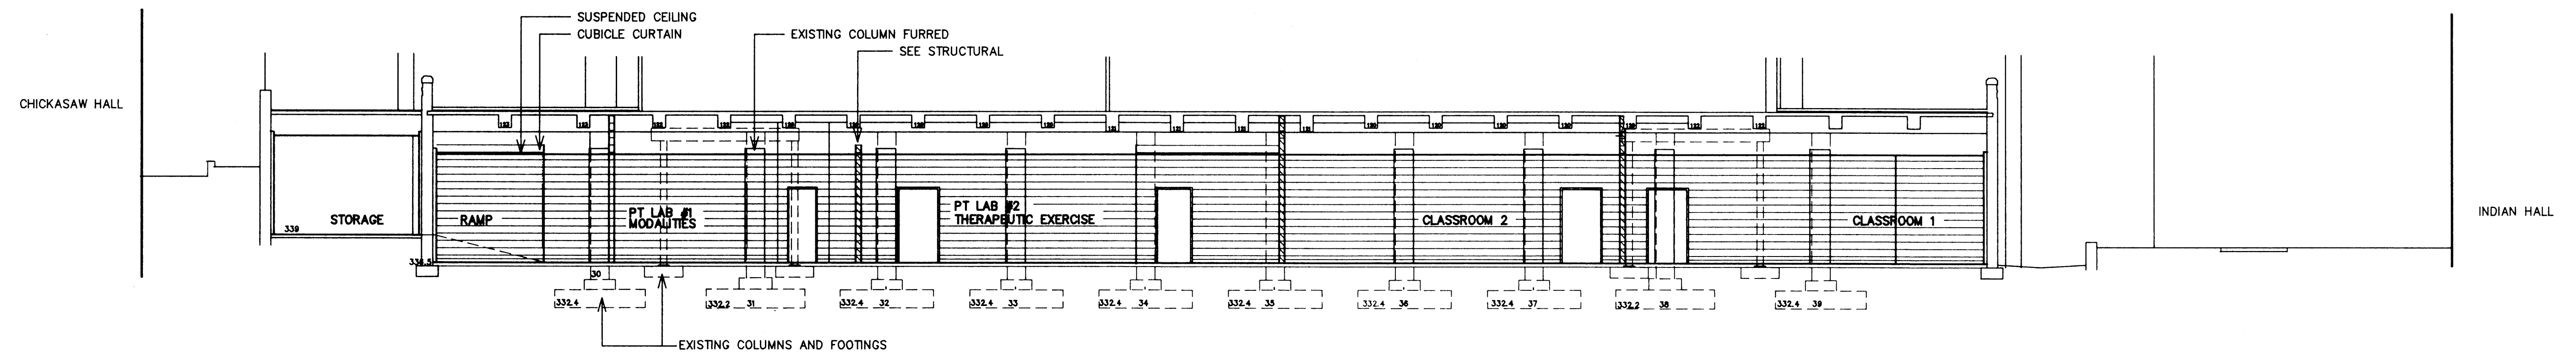 SUSPENDED CEILING
CUBICLE CURTAIN
EXISTING COLUMN FURRED
SEE STRUCTURAL
CHICKASAW HALL
INDIAN HALL
STORAGE
339
RAMP
PT LAB #1
MODALITIES
PT LAB #2
THERAPEUTIC EXERCISE
CLASSROOM 2
CLASSROOM 1
30
332.4
332.2 31
332.4 32
332.4 33
332.4 34
332.4 35
332.4 36
332.4 37
332.2 38
332.4 39
EXISTING COLUMNS AND FOOTINGS